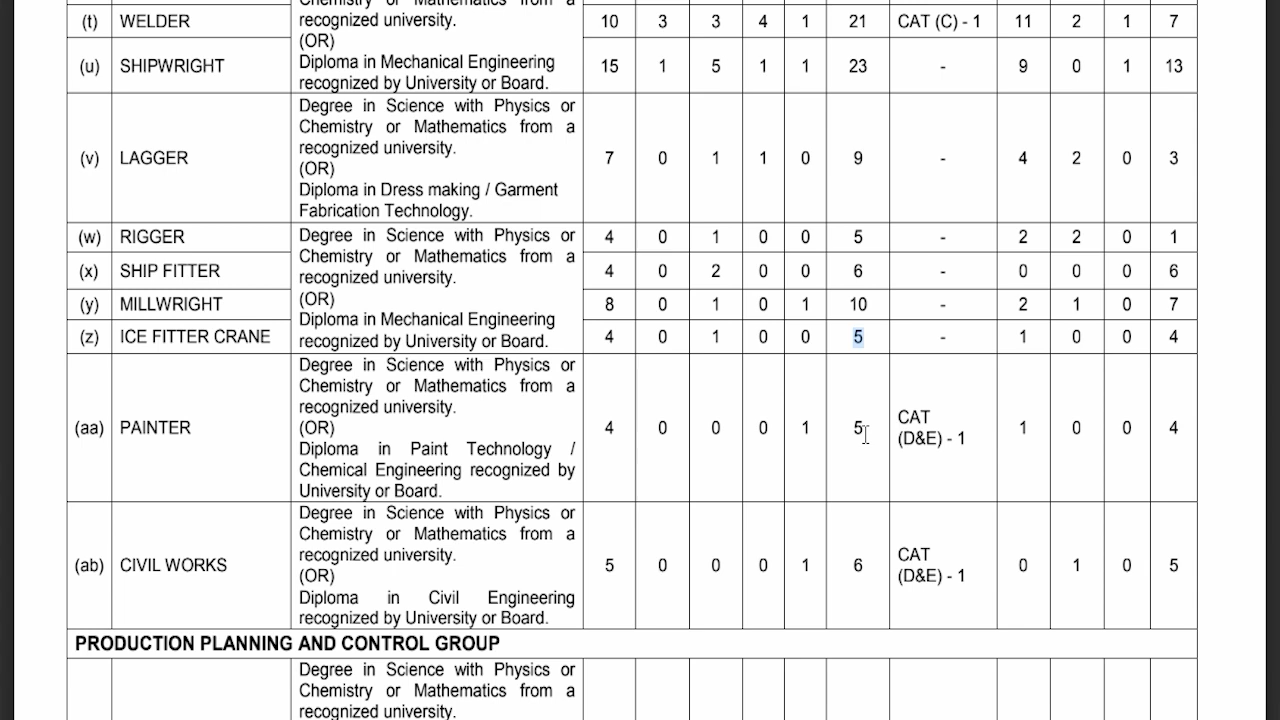 Chemistry or Mathematics from a
(t) WELDER recognized university. 10 3 3 4 1 21 CAT (C) - 1 11 2 1 7
(OR)
(u) SHIPWRIGHT Diploma in Mechanical Engineering 15 1 5 1 1 23 - 9 0 1 13
recognized by University or Board.
Degree in Science with Physics or
Chemistry or Mathematics from a
recognized university.
(v) LAGGER (OR) 7 0 1 1 0 9 - 4 2 0 3
Diploma in Dress making / Garment
Fabrication Technology.
(w) RIGGER Degree in Science with Physics or 4 0 1 0 0 5 - 2 2 0 1
Chemistry or Mathematics from a
(x) SHIP FITTER recognized university. 4 0 2 0 0 6 - 0 0 0 6
(y) MILLWRIGHT (OR) 8 0 1 0 1 10 - 2 1 0 7
Diploma in Mechanical Engineering
(z) ICE FITTER CRANE recognized by University or Board. 4 0 1 0 0 5 - 1 0 0 4
Degree in Science with Physics or
Chemistry or Mathematics from a
recognized university.
(aa) PAINTER (OR) 4 0 0 0 1 5 CAT (D&E) - 1 1 0 0 4
Diploma in Paint Technology /
Chemical Engineering recognized by
University or Board.
Degree in Science with Physics or
Chemistry or Mathematics from a
recognized university.
(ab) CIVIL WORKS (OR) 5 0 0 0 1 6 CAT (D&E) - 1 0 1 0 5
Diploma in Civil Engineering
recognized by University or Board.
PRODUCTION PLANNING AND CONTROL GROUP
Degree in Science with Physics or
Chemistry or Mathematics from a
recognized university.